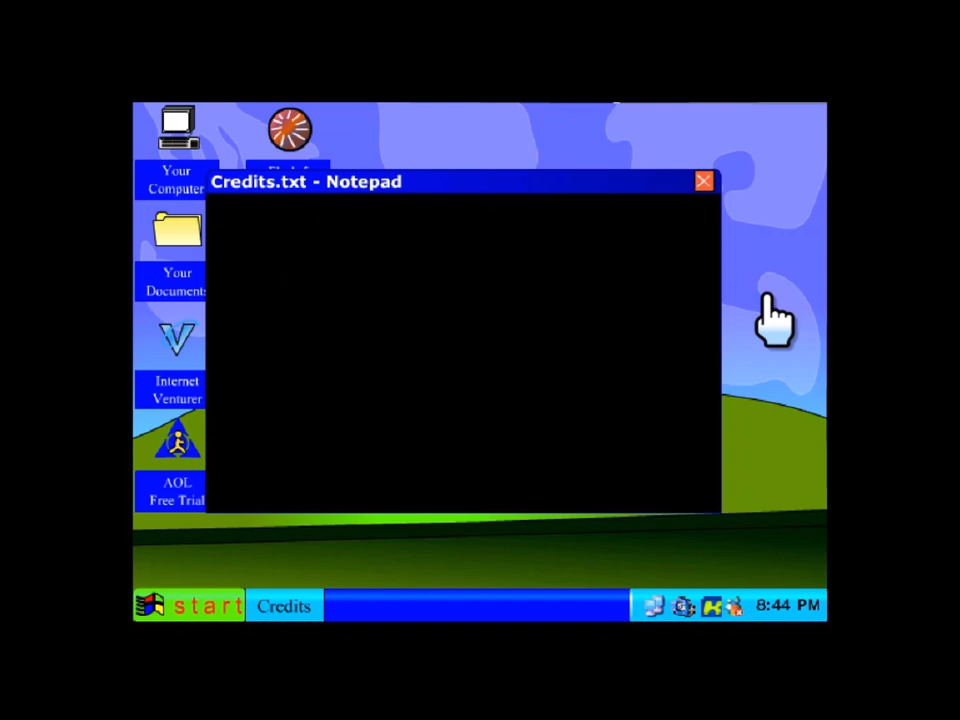 Your
Computer
Credits.txt - Notepad
Your
Documents
Internet
Venturer
AOL
Free Trial
start
Credits
8:44 PM